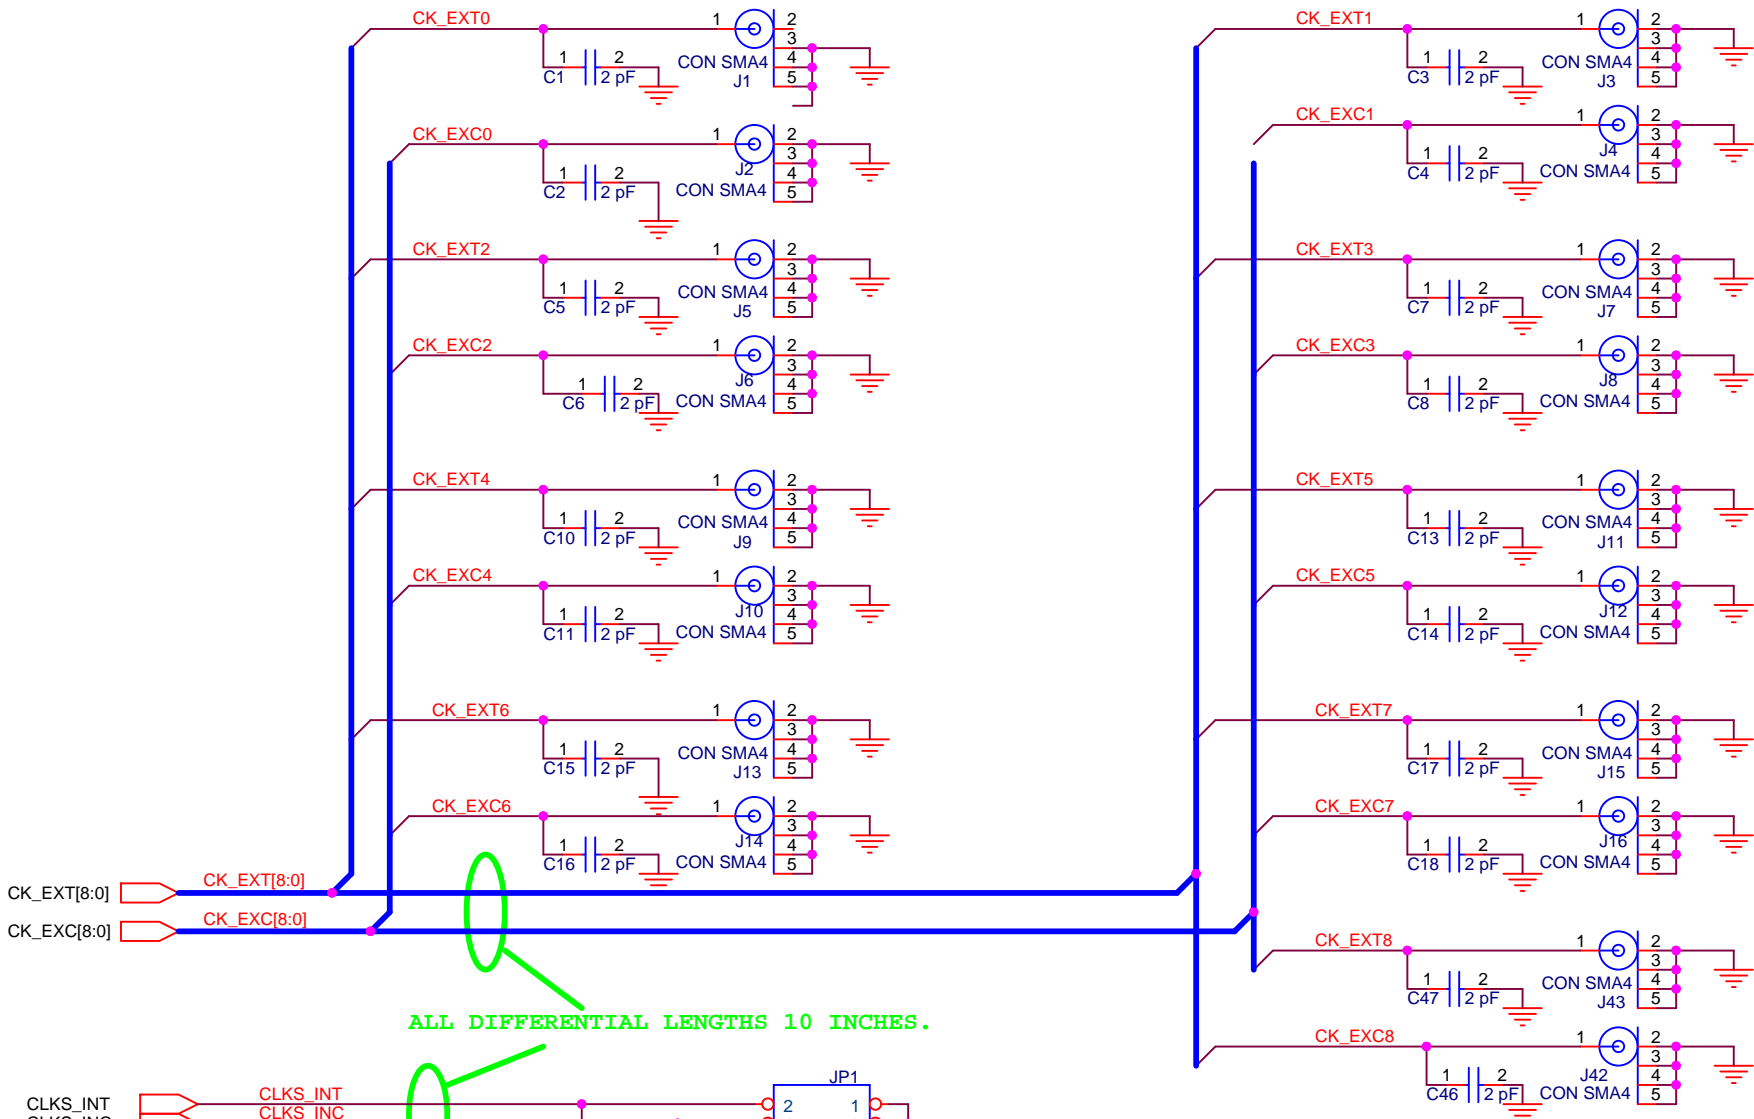 CK_EXT0 1 2 3 4 5 CON SMA4 J1
1 2 C1 2 pF
CK_EXT1 1 2 3 4 5 CON SMA4 J3
1 2 C3 2 pF
CK_EXC0 1 2 3 4 5 J2 CON SMA4
1 2 C2 2 pF
CK_EXC1 1 2 3 4 5 J4 CON SMA4
1 2 C4 2 pF
CK_EXT2 1 2 3 4 5 CON SMA4 J5
1 2 C5 2 pF
CK_EXT3 1 2 3 4 5 CON SMA4 J7
1 2 C7 2 pF
CK_EXC2 1 2 3 4 5 J6 CON SMA4
1 2 C6 2 pF
CK_EXC3 1 2 3 4 5 J8 CON SMA4
1 2 C8 2 pF
CK_EXT4 1 2 3 4 5 CON SMA4 J9
1 2 C10 2 pF
CK_EXT5 1 2 3 4 5 CON SMA4 J11
1 2 C13 2 pF
CK_EXC4 1 2 3 4 5 J10 CON SMA4
1 2 C11 2 pF
CK_EXC5 1 2 3 4 5 J12 CON SMA4
1 2 C14 2 pF
CK_EXT6 1 2 3 4 5 CON SMA4 J13
1 2 C15 2 pF
CK_EXT7 1 2 3 4 5 CON SMA4 J15
1 2 C17 2 pF
CK_EXC6 1 2 3 4 5 J14 CON SMA4
1 2 C16 2 pF
CK_EXC7 1 2 3 4 5 J16 CON SMA4
1 2 C18 2 pF
CK_EXT[8:0] CK_EXT[8:0]
CK_EXC[8:0] CK_EXC[8:0]
CK_EXT8 1 2 3 4 5 CON SMA4 J43
1 2 C47 2 pF
ALL DIFFERENTIAL LENGTHS 10 INCHES.
CK_EXC8 1 2 3 4 5 J42 CON SMA4
1 2 C46 2 pF
JP1
CLKS_INT CLKS_INT 2 1
CLKS_INC